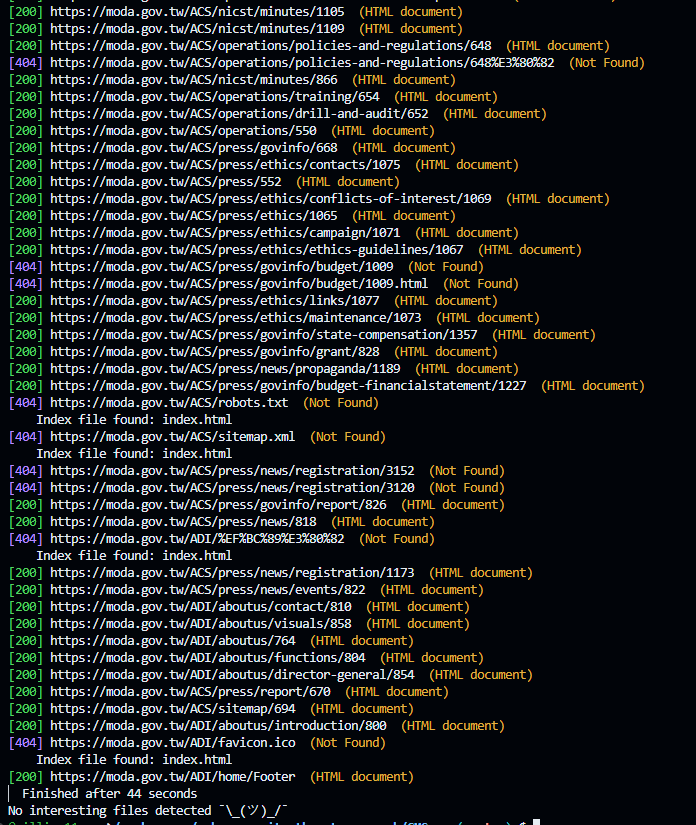 [200] https://moda.gov.tw/ACS/nicst/minutes/1105 (HTML document)
[200] https://moda.gov.tw/ACS/nicst/minutes/1109 (HTML document)
[200] https://moda.gov.tw/ACS/operations/policies-and-regulations/648 (HTML document)
[404] https://moda.gov.tw/ACS/operations/policies-and-regulations/648%E3%80%82 (Not Found)
[200] https://moda.gov.tw/ACS/nicst/minutes/866 (HTML document)
[200] https://moda.gov.tw/ACS/operations/training/654 (HTML document)
[200] https://moda.gov.tw/ACS/operations/drill-and-audit/652 (HTML document)
[200] https://moda.gov.tw/ACS/operations/550 (HTML document)
[200] https://moda.gov.tw/ACS/press/govinfo/668 (HTML document)
[200] https://moda.gov.tw/ACS/press/ethics/contacts/1075 (HTML document)
[200] https://moda.gov.tw/ACS/press/552 (HTML document)
[200] https://moda.gov.tw/ACS/press/ethics/conflicts-of-interest/1069 (HTML document)
[200] https://moda.gov.tw/ACS/press/ethics/1065 (HTML document)
[200] https://moda.gov.tw/ACS/press/ethics/campaign/1071 (HTML document)
[200] https://moda.gov.tw/ACS/press/ethics/ethics-guidelines/1067 (HTML document)
[404] https://moda.gov.tw/ACS/press/govinfo/budget/1009 (Not Found)
[404] https://moda.gov.tw/ACS/press/govinfo/budget/1009.html (Not Found)
[200] https://moda.gov.tw/ACS/press/ethics/links/1077 (HTML document)
[200] https://moda.gov.tw/ACS/press/ethics/maintenance/1073 (HTML document)
[200] https://moda.gov.tw/ACS/press/govinfo/state-compensation/1357 (HTML document)
[200] https://moda.gov.tw/ACS/press/govinfo/grant/828 (HTML document)
[200] https://moda.gov.tw/ACS/press/news/propaganda/1189 (HTML document)
[200] https://moda.gov.tw/ACS/press/govinfo/budget-financialstatement/1227 (HTML document)
[404] https://moda.gov.tw/ACS/robots.txt (Not Found)
Index file found: index.html
[404] https://moda.gov.tw/ACS/sitemap.xml (Not Found)
Index file found: index.html
[404] https://moda.gov.tw/ACS/press/news/registration/3152 (Not Found)
[404] https://moda.gov.tw/ACS/press/news/registration/3120 (Not Found)
[200] https://moda.gov.tw/ACS/press/govinfo/report/826 (HTML document)
[200] https://moda.gov.tw/ACS/press/news/818 (HTML document)
[404] https://moda.gov.tw/ADI/%EF%BC%89%E3%80%82 (Not Found)
Index file found: index.html
[200] https://moda.gov.tw/ACS/press/news/registration/1173 (HTML document)
[200] https://moda.gov.tw/ACS/press/news/events/822 (HTML document)
[200] https://moda.gov.tw/ADI/aboutus/contact/810 (HTML document)
[200] https://moda.gov.tw/ADI/aboutus/visuals/858 (HTML document)
[200] https://moda.gov.tw/ADI/aboutus/764 (HTML document)
[200] https://moda.gov.tw/ADI/aboutus/functions/804 (HTML document)
[200] https://moda.gov.tw/ADI/aboutus/director-general/854 (HTML document)
[200] https://moda.gov.tw/ACS/press/report/670 (HTML document)
[200] https://moda.gov.tw/ACS/sitemap/694 (HTML document)
[200] https://moda.gov.tw/ADI/aboutus/introduction/800 (HTML document)
[404] https://moda.gov.tw/ADI/favicon.ico (Not Found)
Index file found: index.html
[200] https://moda.gov.tw/ADI/home/Footer (HTML document)
| Finished after 44 seconds
No interesting files detected ¯\_(ツ)_/¯